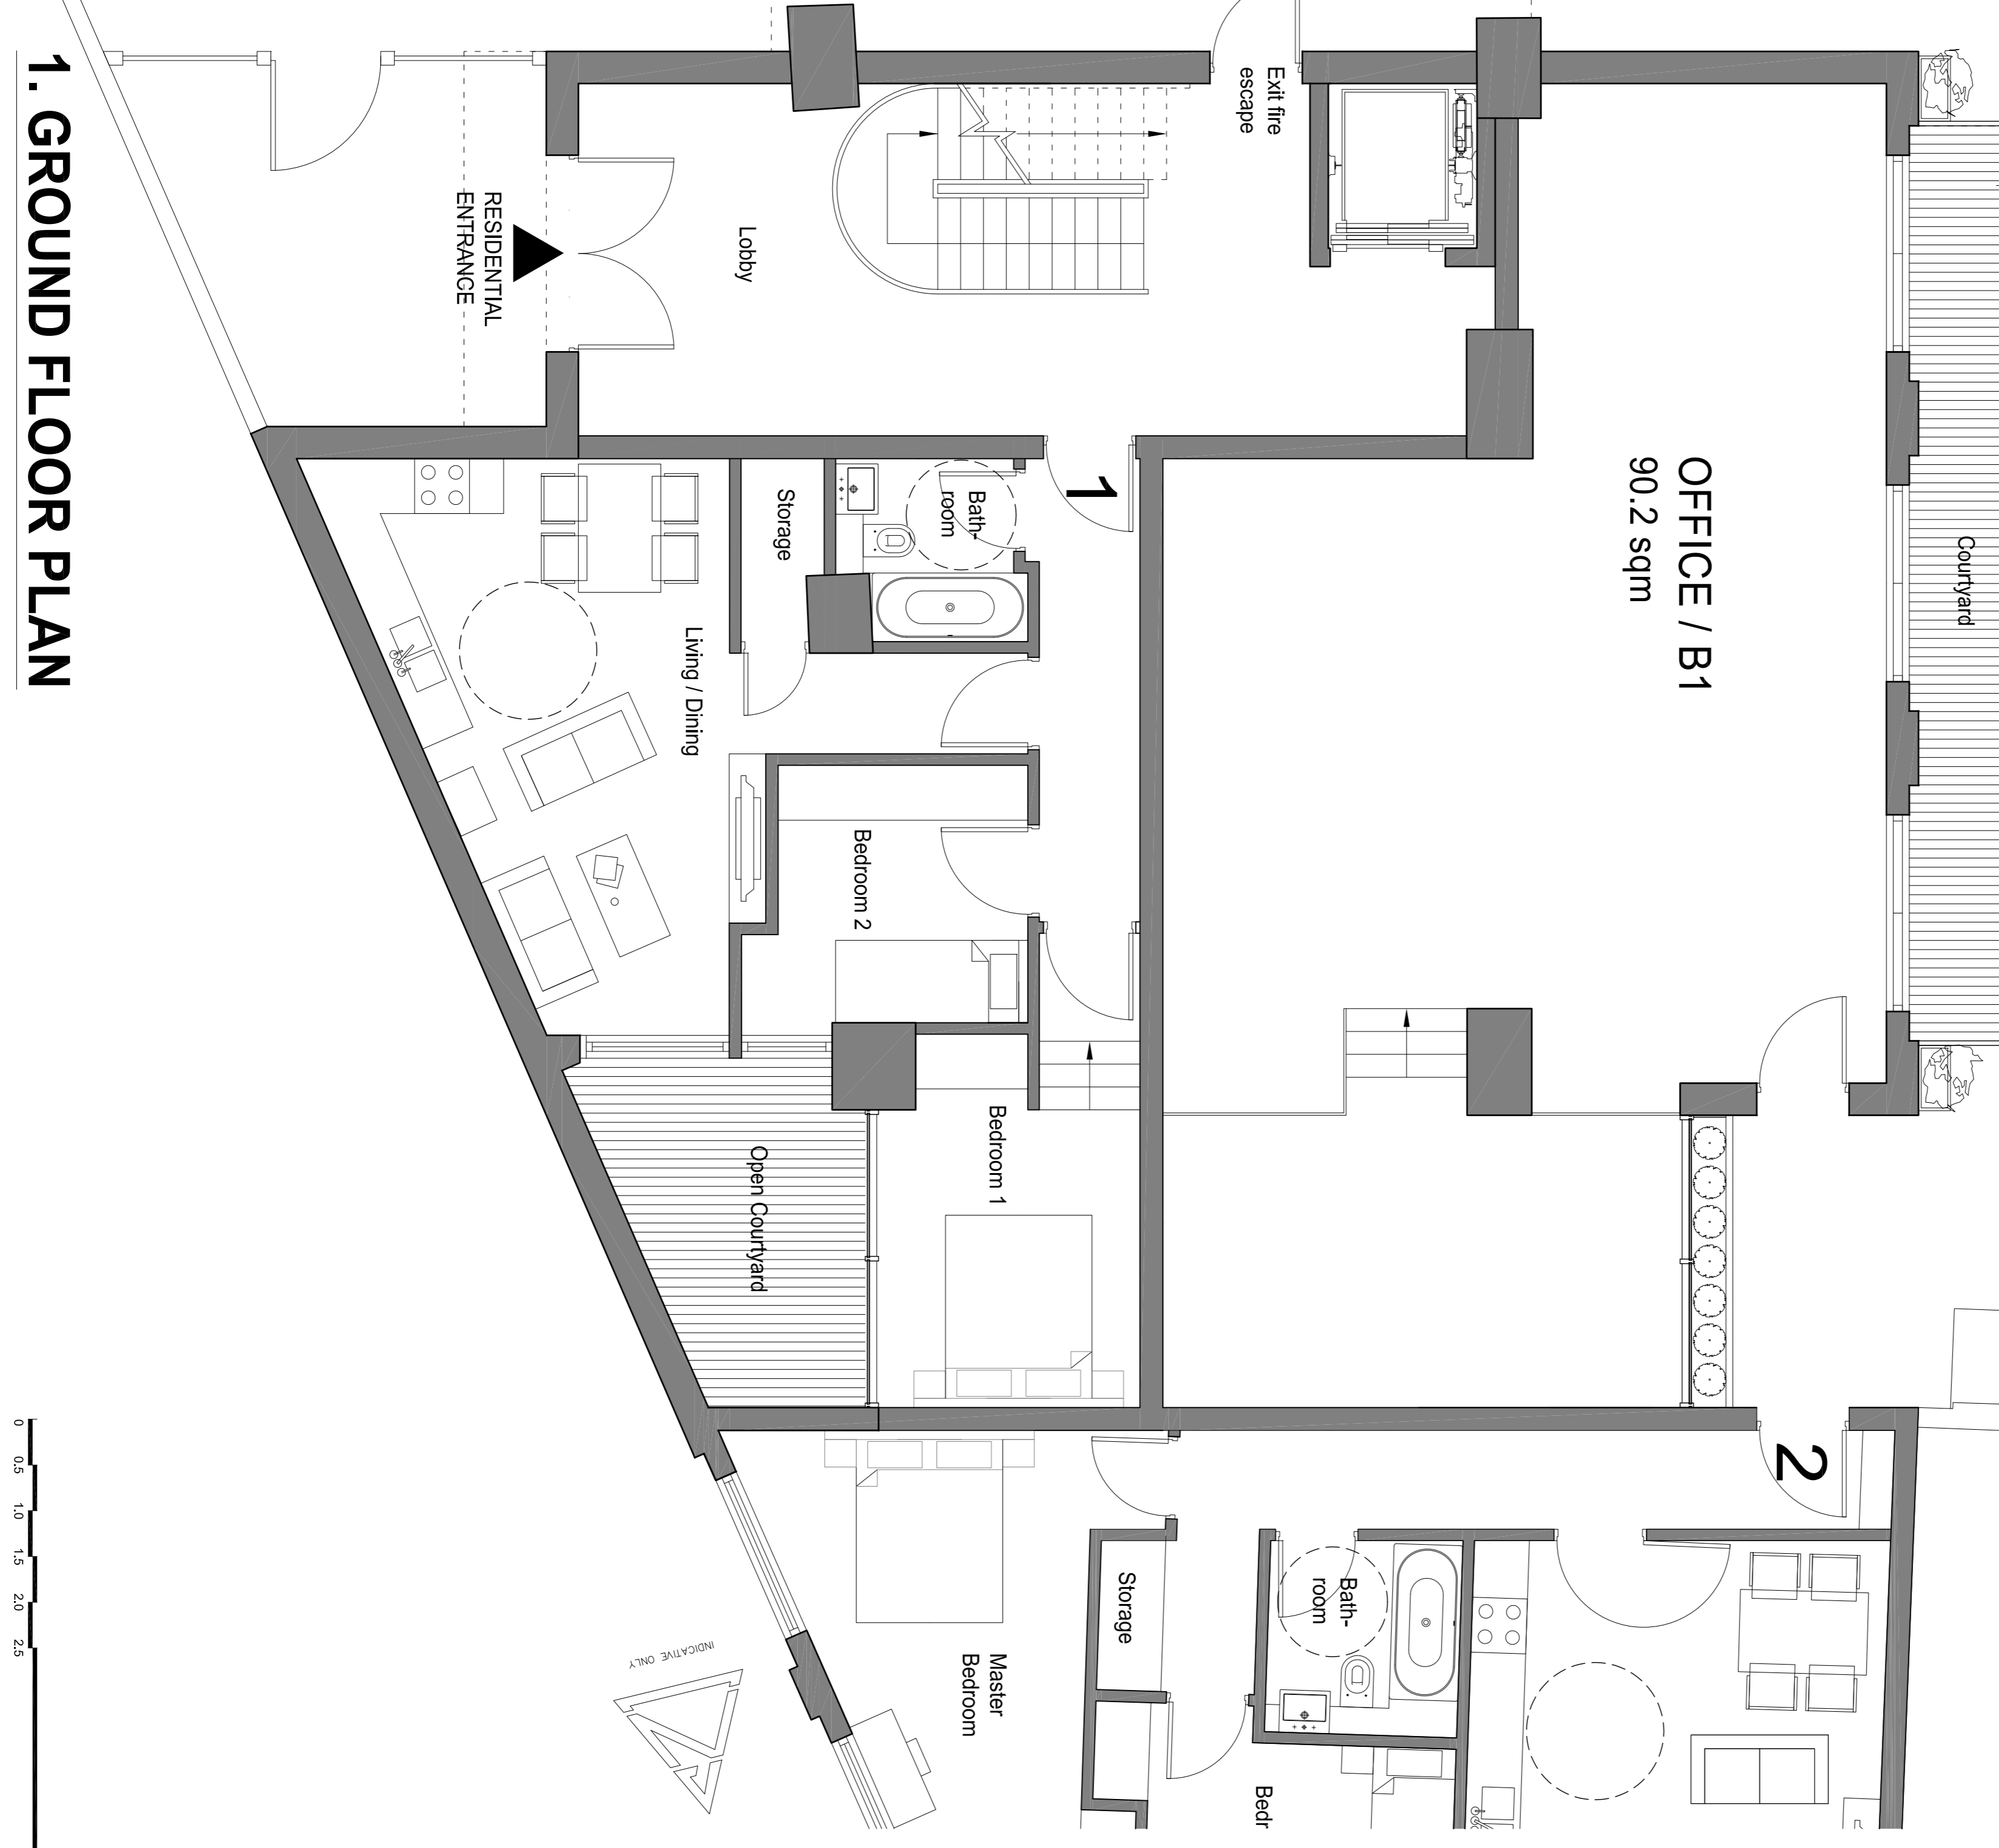 1. GROUND FLOOR PLAN
RESIDENTIAL
ENTRANCE
Lobby
Exit fire
escape
OFFICE / B1
90.2 sqm
Courtyard
1
Bath-
room
Storage
Living / Dining
Bedroom 2
Bedroom 1
Open Courtyard
2
Bath-
room
Storage
Master
Bedroom
Bedr
INDICATIVE ONLY
0 0.5 1.0 1.5 2.0 2.5